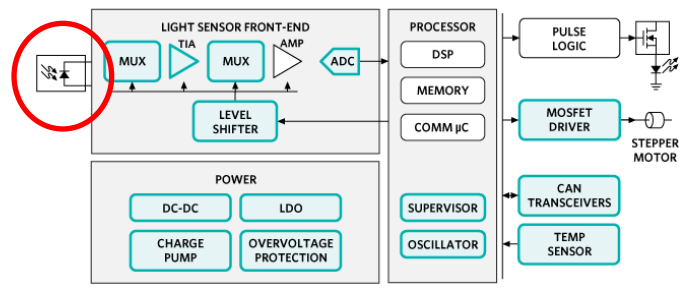 LIGHT SENSOR FRONT-END
MUX
TIA
MUX
AMP
ADC
LEVEL
SHIFTER
POWER
DC-DC
LDO
CHARGE
PUMP
OVERVOLTAGE
PROTECTION
PROCESSOR
DSP
MEMORY
COMM µC
SUPERVISOR
OSCILLATOR
PULSE
LOGIC
MOSFET
DRIVER
STEPPER
MOTOR
CAN
TRANSCEIVERS
TEMP
SENSOR